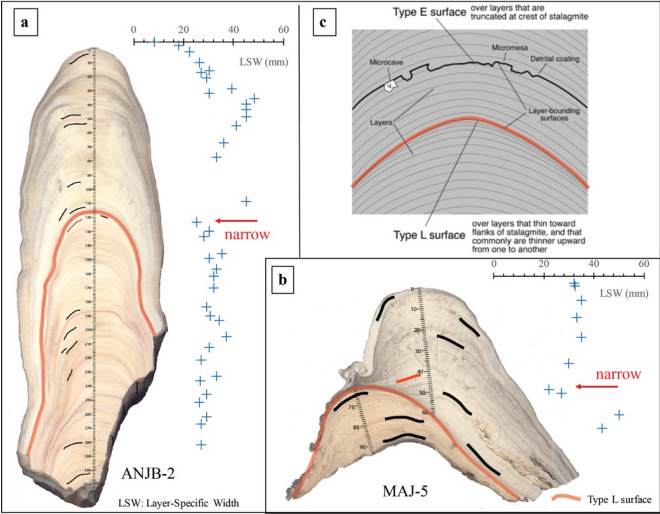 a
0 20 40 60
LSW (mm)
narrow
ANJB-2
LSW: Layer-Specific Width
c
Type E surface
over layers that are
truncated at crest of stalagmite
Microcave
Micromesa
Detrital coating
Layers
Layer-bounding
surfaces
Type L surface
over layers that thin toward
flanks of stalagmite, and that
commonly are thinner upward
from one to another
b
0 20 40 60
LSW (mm)
narrow
0
10
20
30
40
50
60
70
80
90
MAJ-5
Type L surface